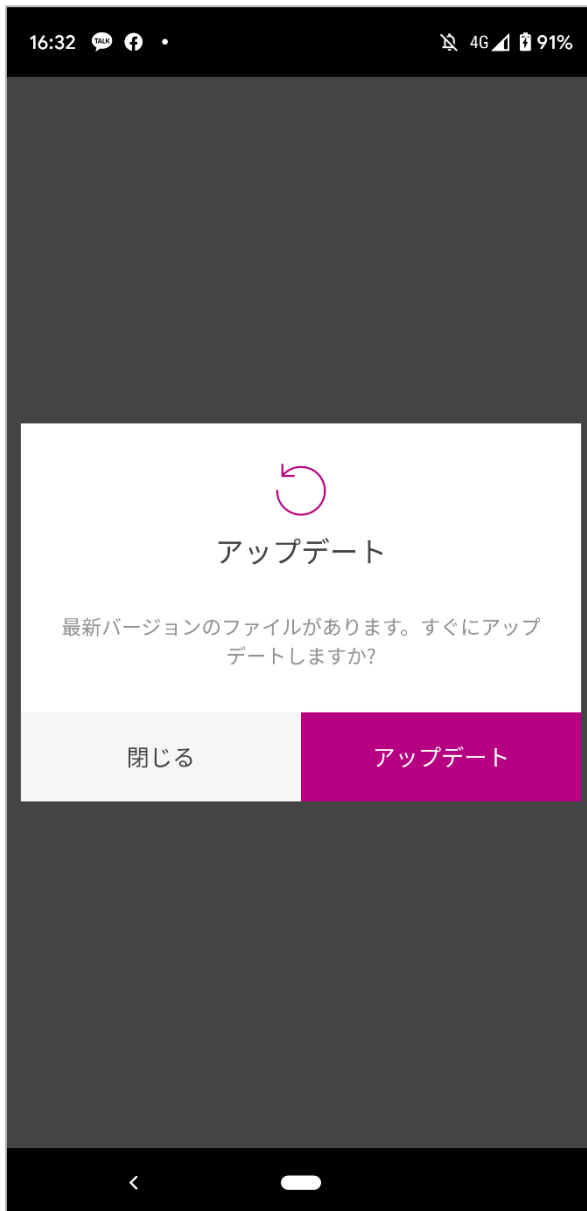 16:32 TALK 4G 91%
アップデート
最新バージョンのファイルがあります。すぐにアップ
デートしますか?
閉じる アップデート